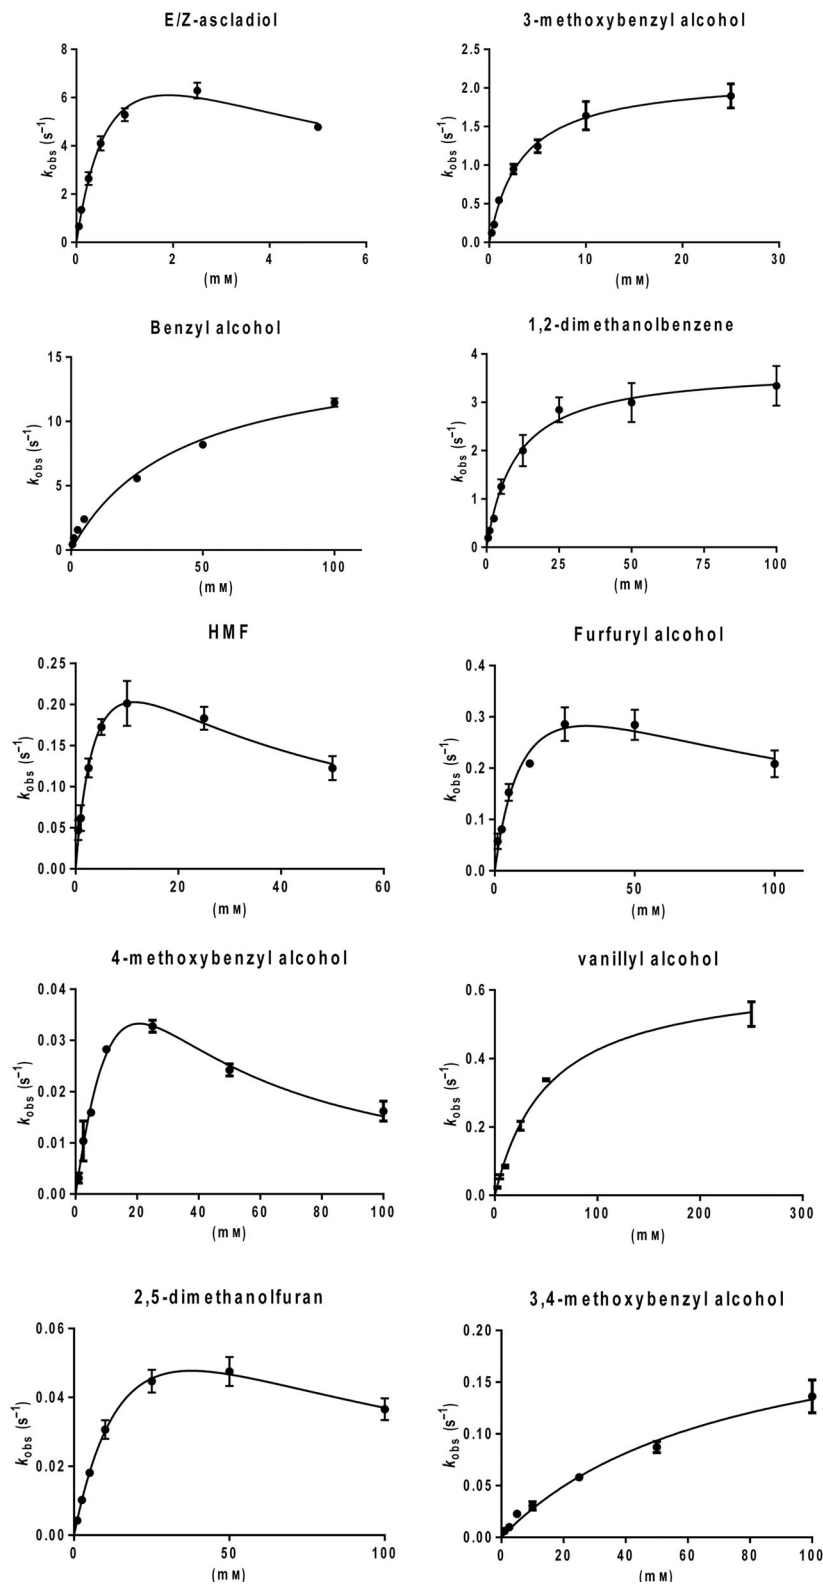 E/Z-ascladiol
8
6
4
2
0
kobs (s−1)
0 2 4 6
(mM)
3-methoxybenzyl alcohol
2.5
2.0
1.5
1.0
0.5
0.0
kobs (s−1)
0 10 20 30
(mM)
Benzyl alcohol
15
10
5
0
kobs (s−1)
0 50 100
(mM)
1,2-dimethanolbenzene
4
3
2
1
0
kobs (s−1)
0 25 50 75 100
(mM)
HMF
0.25
0.20
0.15
0.10
0.05
0.00
kobs (s−1)
0 20 40 60
(mM)
Furfuryl alcohol
0.4
0.3
0.2
0.1
0.0
kobs (s−1)
0 50 100
(mM)
4-methoxybenzyl alcohol
0.04
0.03
0.02
0.01
0.00
kobs (s−1)
0 20 40 60 80 100
(mM)
vanillyl alcohol
0.6
0.4
0.2
0.0
kobs (s−1)
0 100 200 300
(mM)
2,5-dimethanolfuran
0.06
0.04
0.02
0.00
kobs (s−1)
0 50 100
(mM)
3,4-methoxybenzyl alcohol
0.20
0.15
0.10
0.05
0.00
kobs (s−1)
0 20 40 60 80 100
(mM)